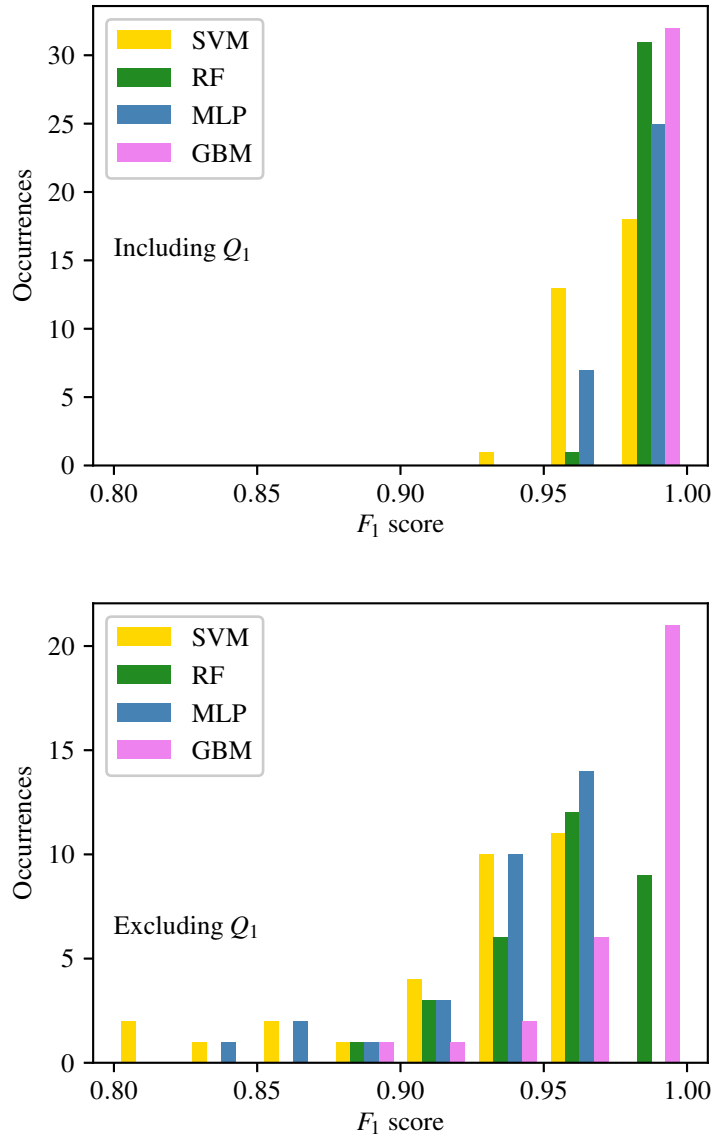 SVM
RF
MLP
GBM
Including Q1
Occurrences
30
25
20
15
10
5
0
0.80 0.85 0.90 0.95 1.00
F1 score
SVM
RF
MLP
GBM
Excluding Q1
Occurrences
20
15
10
5
0
0.80 0.85 0.90 0.95 1.00
F1 score